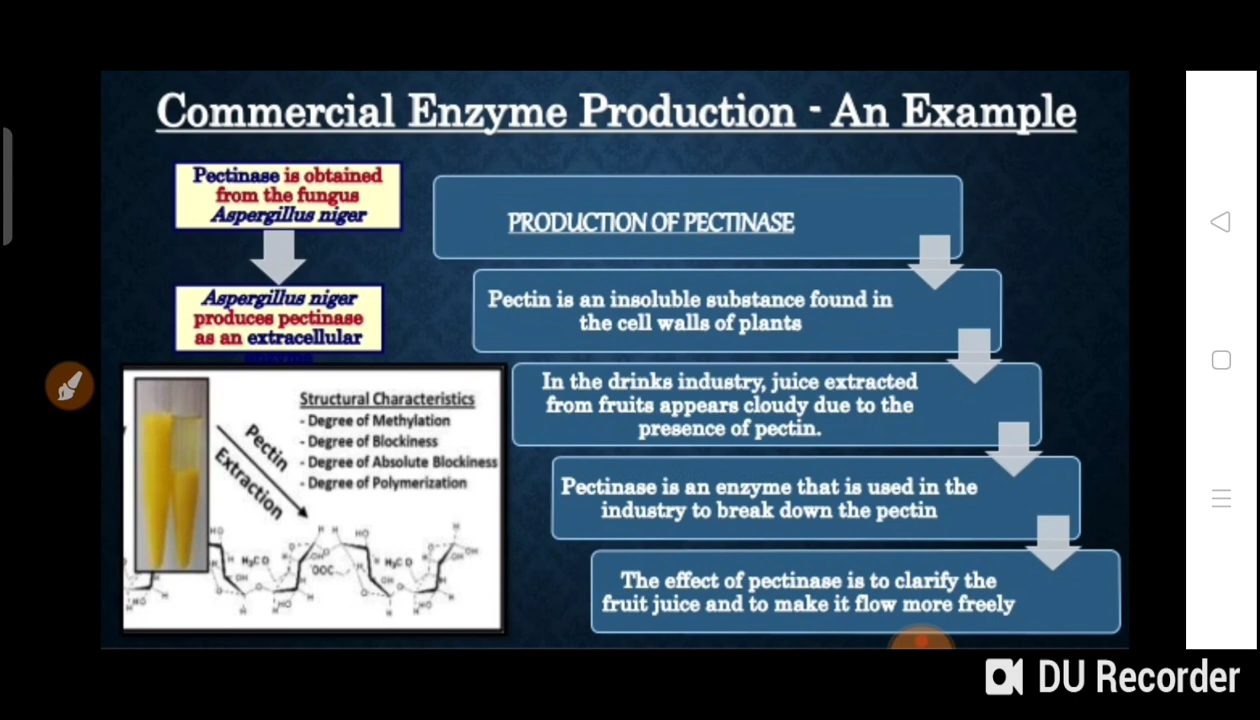 Commercial Enzyme Production - An Example
Pectinase is obtained
from the fungus
Aspergillus niger
Aspergillus niger
produces pectinase
as an extracellular
enzyme
PRODUCTION OF PECTINASE
Pectin is an insoluble substance found in
the cell walls of plants
In the drinks industry, juice extracted
from fruits appears cloudy due to the
presence of pectin.
Pectinase is an enzyme that is used in the
industry to break down the pectin
The effect of pectinase is to clarify the
fruit juice and to make it flow more freely
Pectin
Extraction
Structural Characteristics
- Degree of Methylation
- Degree of Blockiness
- Degree of Absolute Blockiness
- Degree of Polymerization
DU Recorder